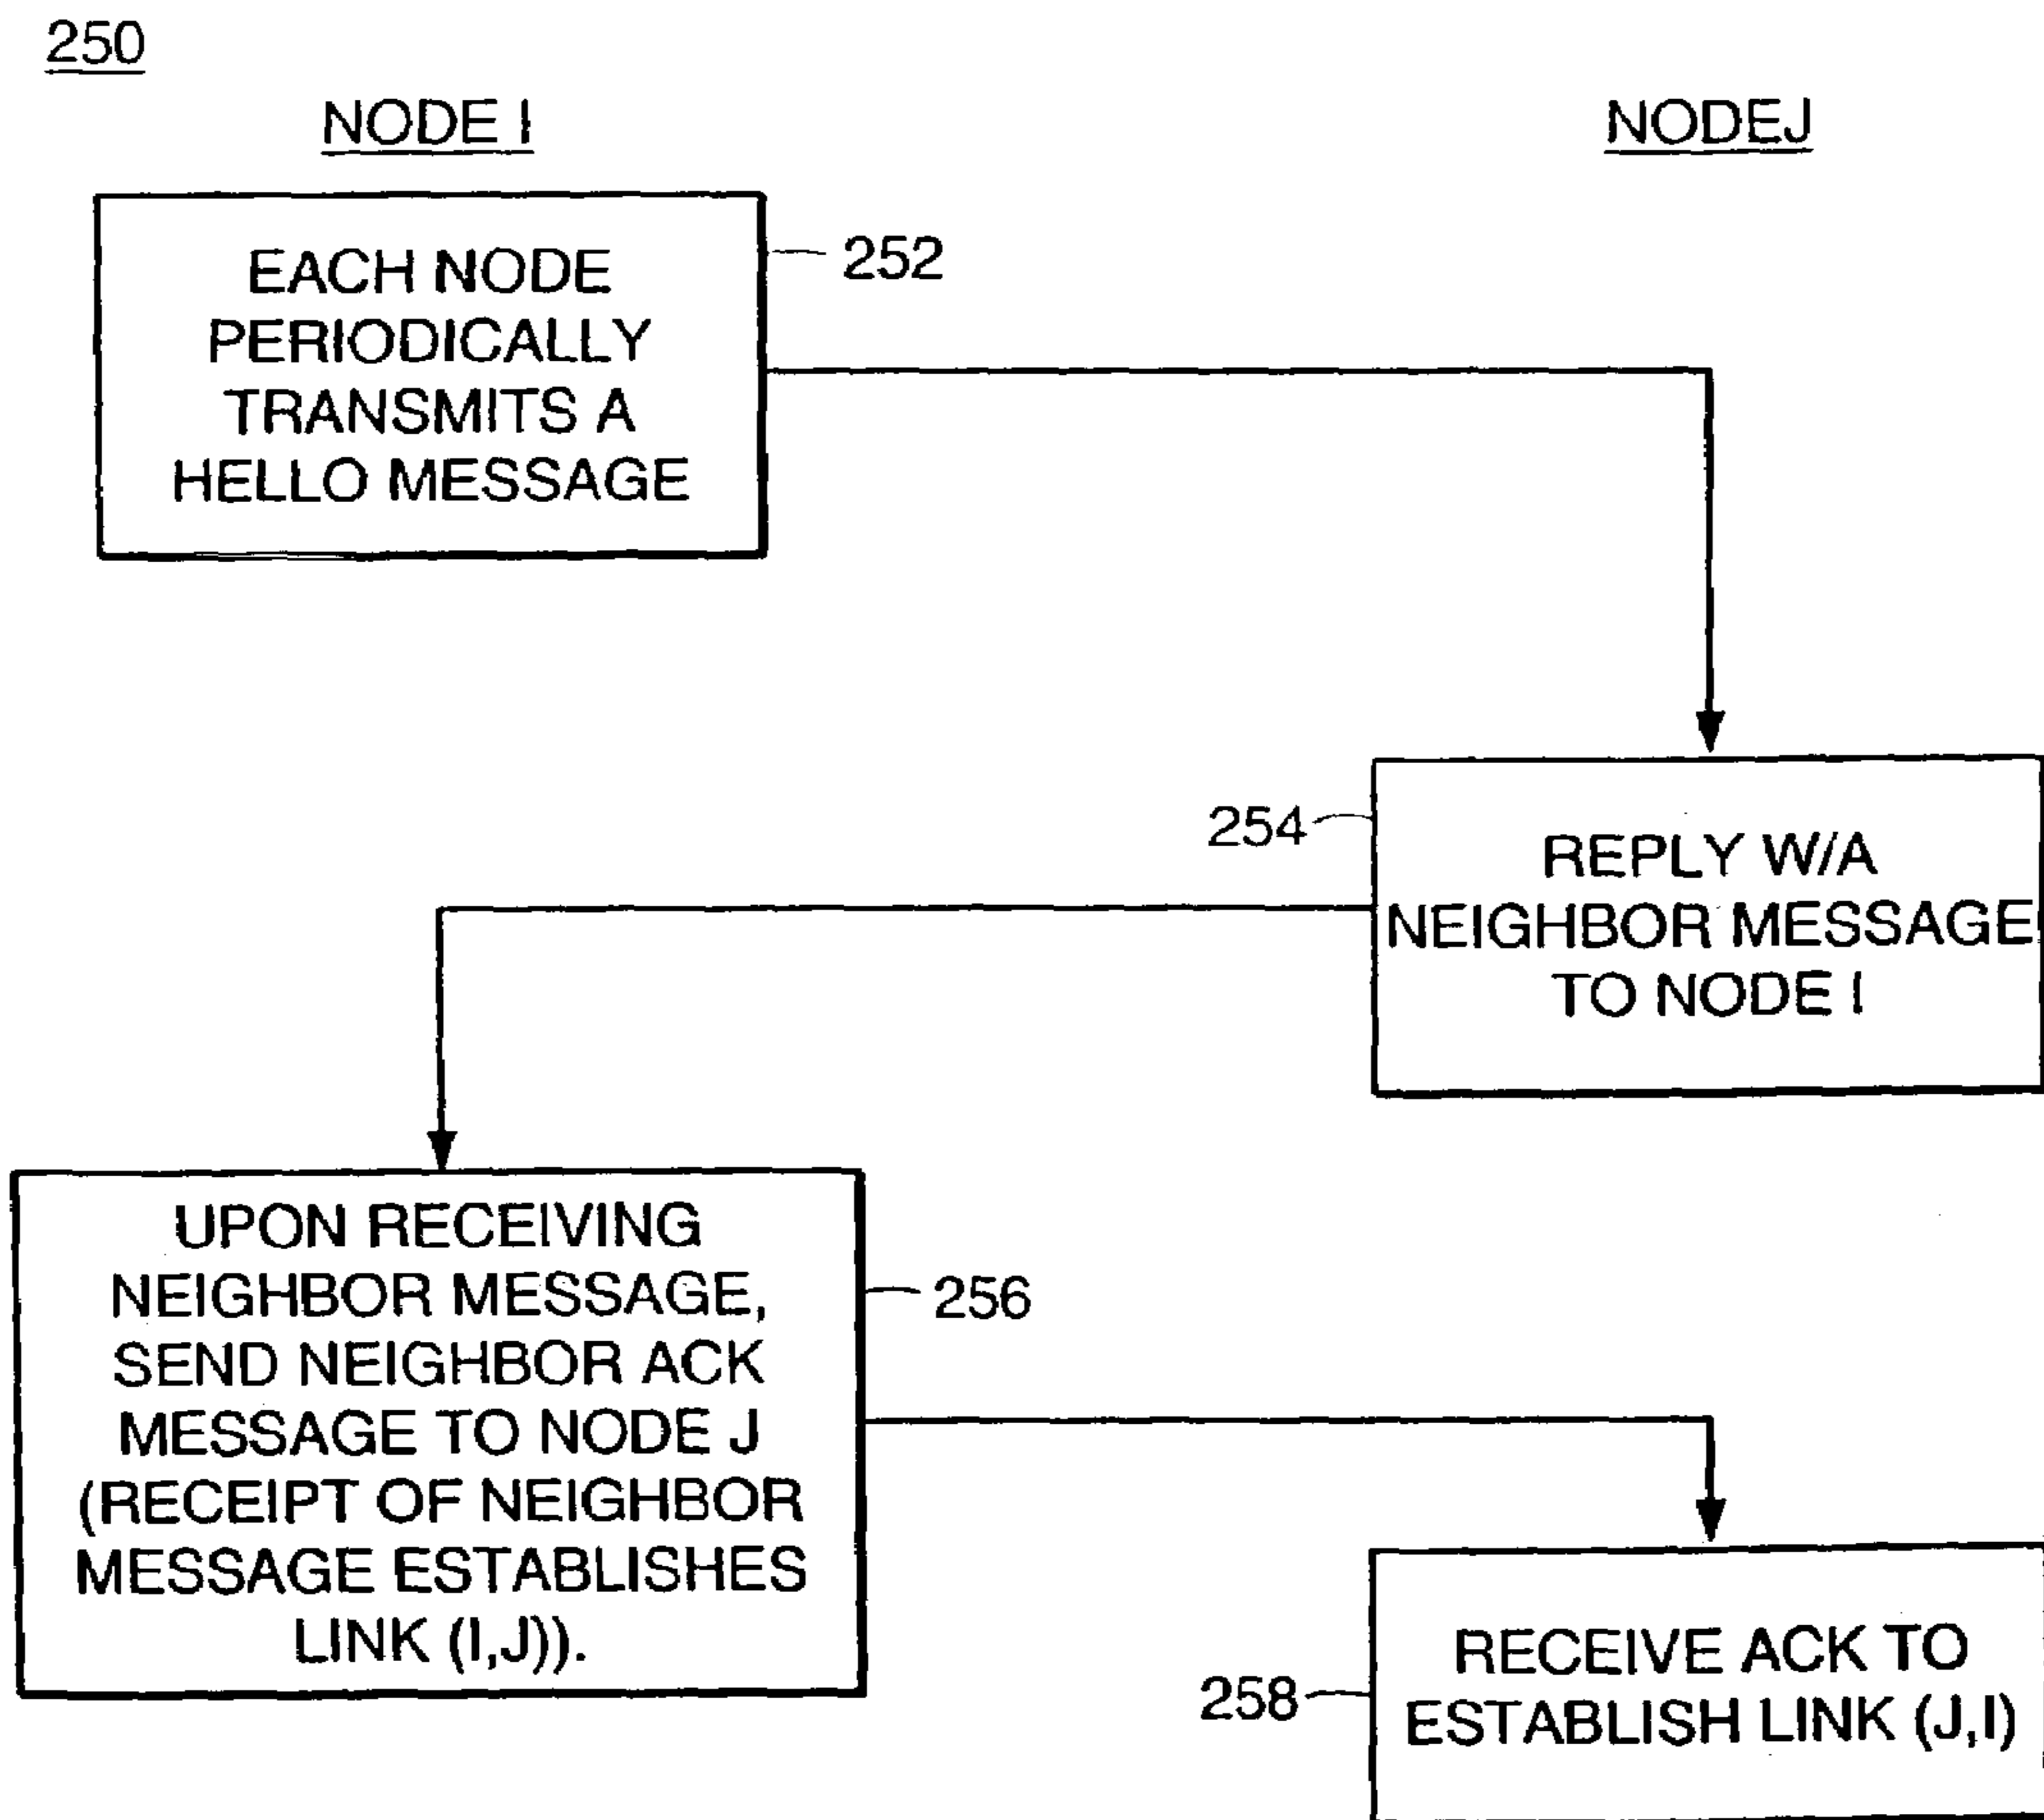 250
NODE I
NODEJ
EACH NODE
PERIODICALLY
TRANSMITS A
HELLO MESSAGE
252
254
REPLY W/A
NEIGHBOR MESSAGE
TO NODE I
UPON RECEIVING
NEIGHBOR MESSAGE,
SEND NEIGHBOR ACK
MESSAGE TO NODE J
(RECEIPT OF NEIGHBOR
MESSAGE ESTABLISHES
LINK (I,J)).
256
258
RECEIVE ACK TO
ESTABLISH LINK (J,I)